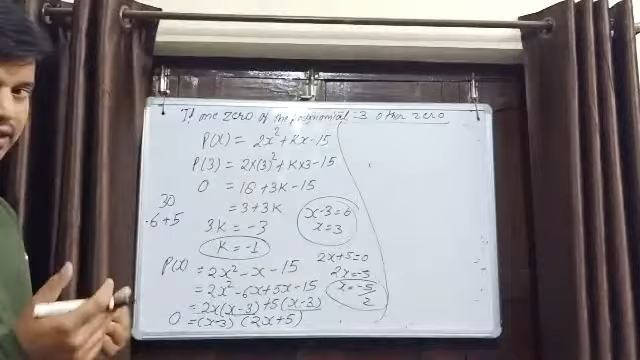 If one zero of the polynomial =3 other zero
P(x) = 2x² + Kx - 15
P(3) = 2x(3)² + Kx3 - 15
0 = 18 + 3K - 15
= 3 + 3K
3K = -3
K = -1
30
-6+5
P(x) = 2x² - x - 15
= 2x² - 6x + 5x - 15
= 2x(x-3) + 5(x-3)
0 = (x-3) (2x+5)
x-3=0
x=3
2x+5=0
2x=-5
x=-5/2